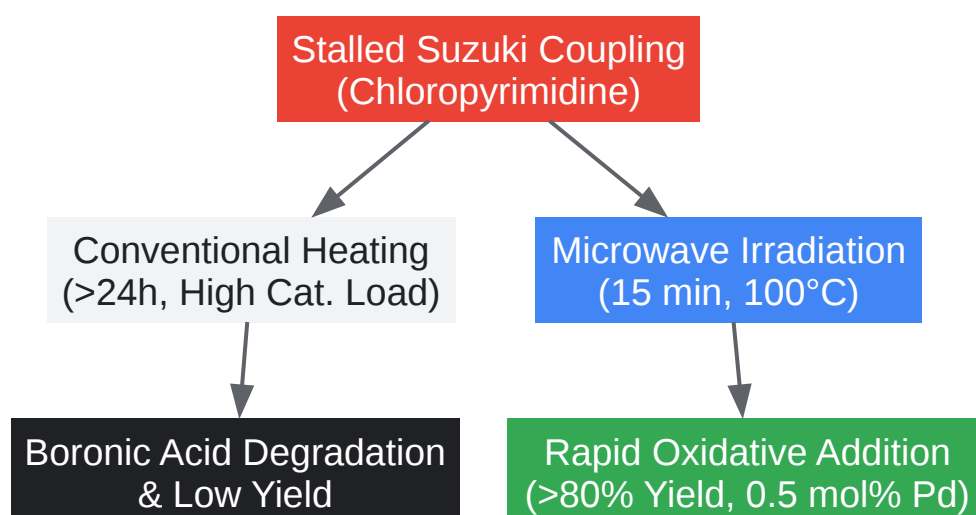 Stalled Suzuki Coupling
(Chloropyrimidine)
Conventional Heating
(>24h, High Cat. Load)
Microwave Irradiation
(15 min, 100°C)
Boronic Acid Degradation
& Low Yield
Rapid Oxidative Addition
(>80% Yield, 0.5 mol% Pd)